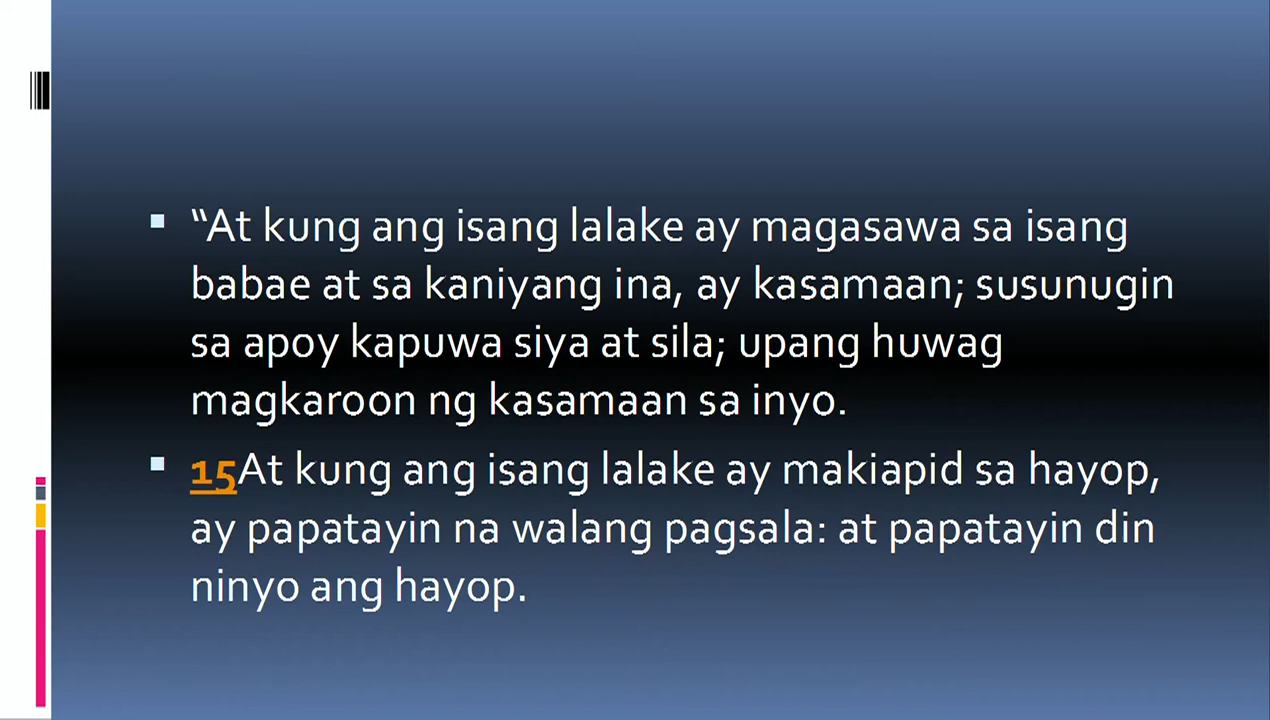 “At kung ang isang lalake ay magasawa sa isang
babae at sa kaniyang ina, ay kasamaan; susunugin
sa apoy kapuwa siya at sila; upang huwag
magkaroon ng kasamaan sa inyo.
15At kung ang isang lalake ay makiapid sa hayop,
ay papatayin na walang pagsala: at papatayin din
ninyo ang hayop.